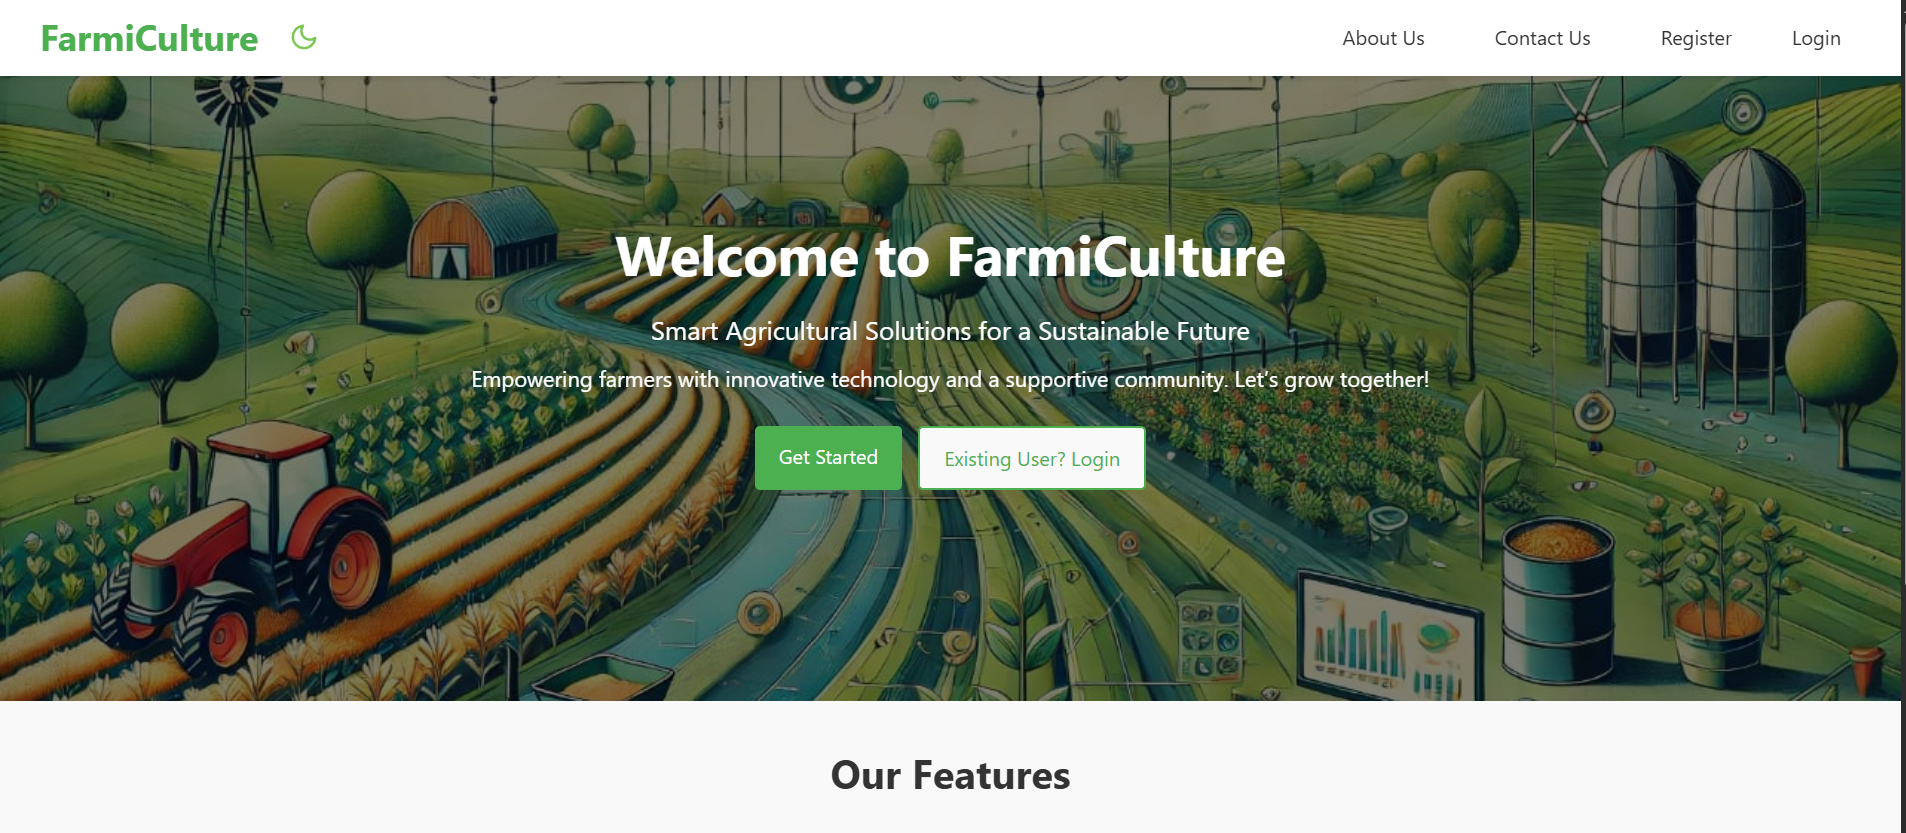 FarmiCulture
About Us
Contact Us
Register
Login
Welcome to FarmiCulture
Smart Agricultural Solutions for a Sustainable Future
Empowering farmers with innovative technology and a supportive community. Let’s grow together!
Get Started
Existing User? Login
Our Features